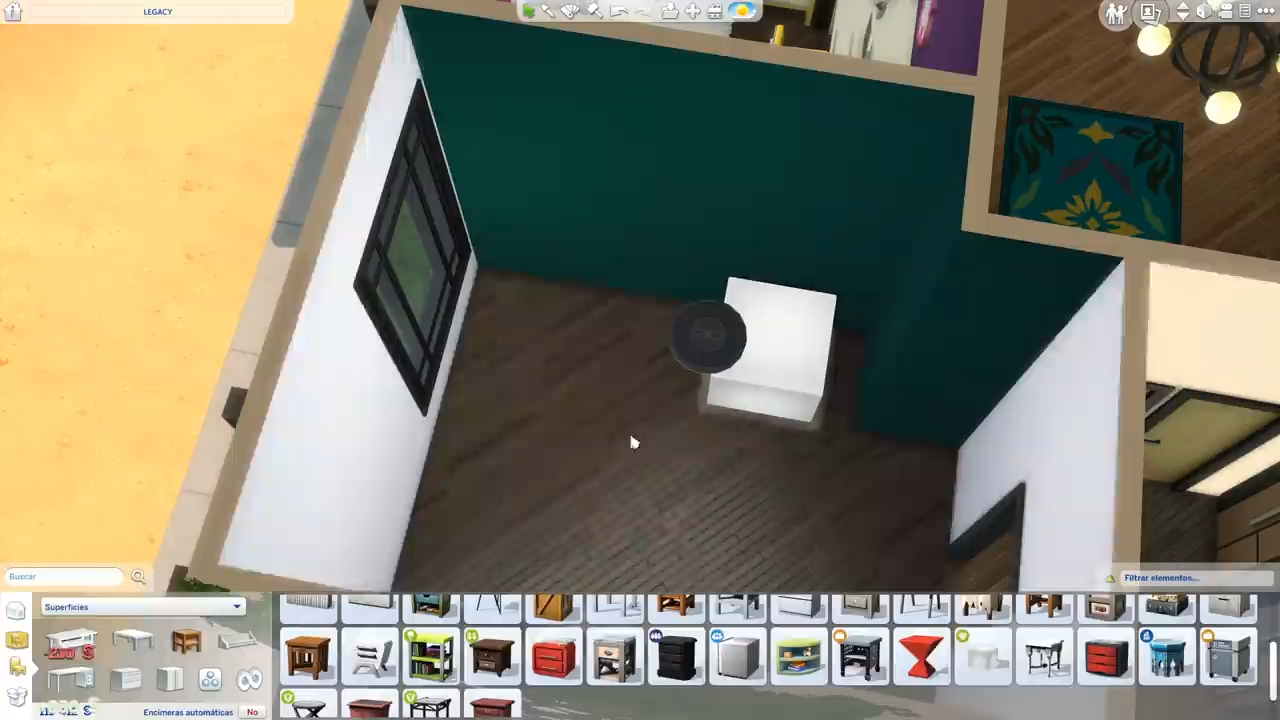 LEGACY
Buscar
Filtrar elementos...
Superficies
Encimeras automáticas No